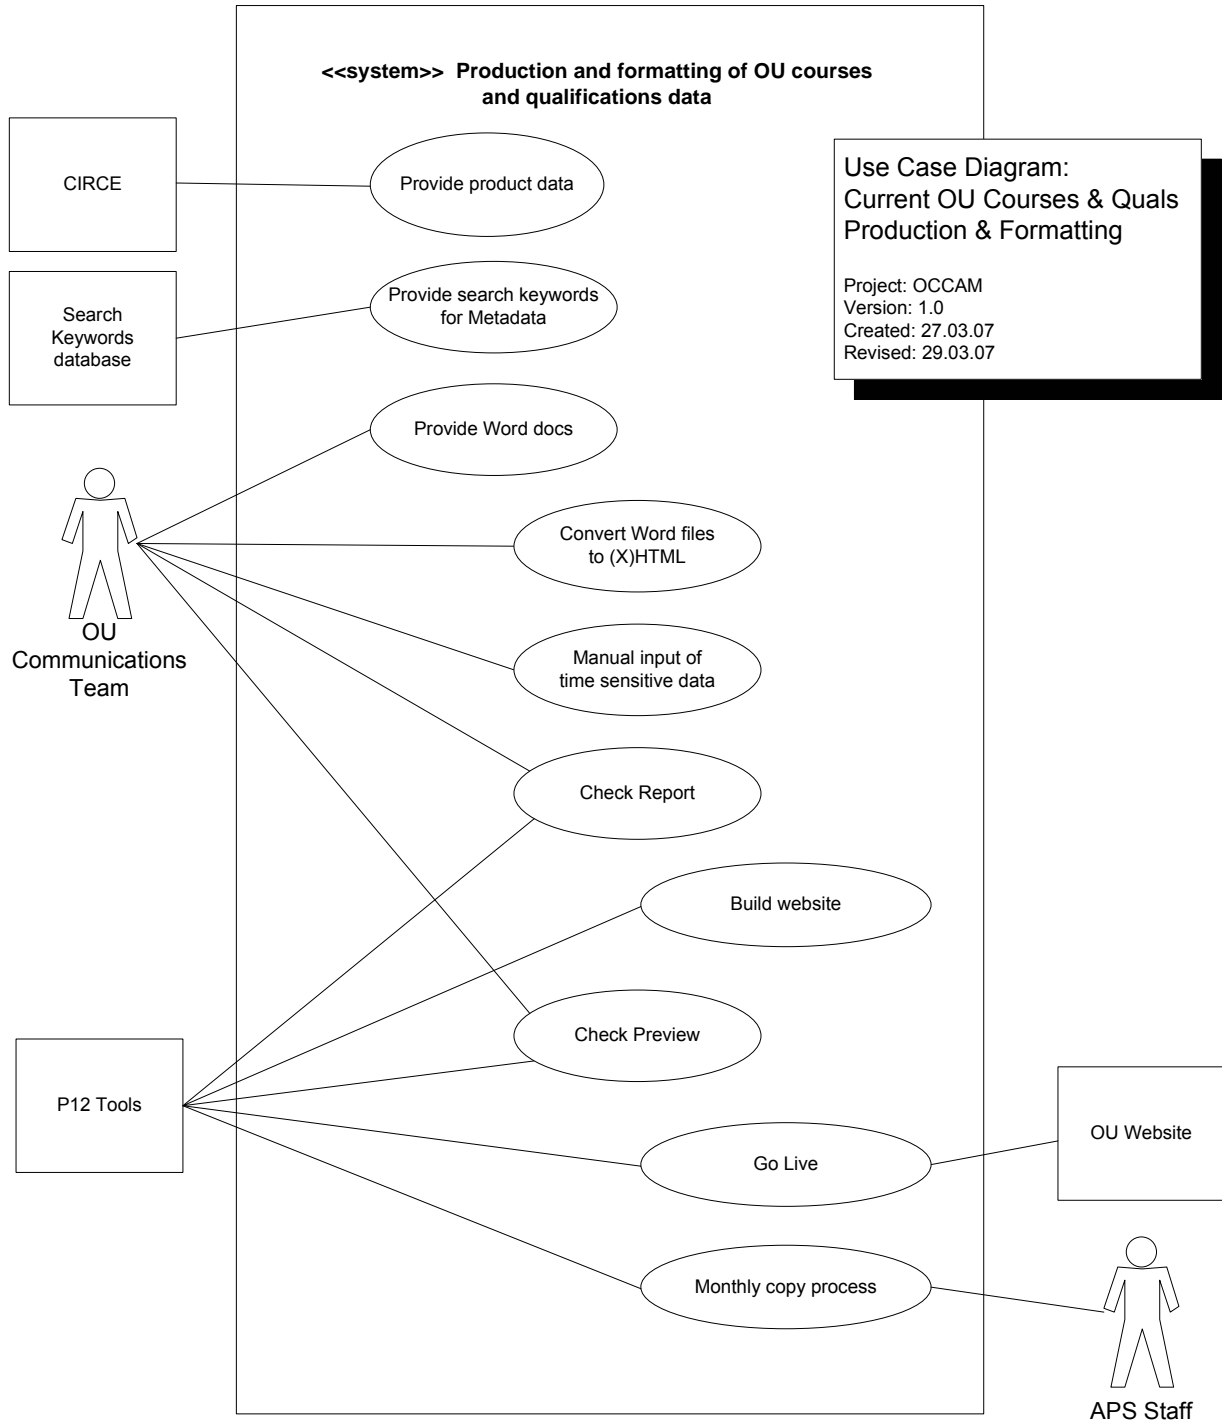 <<system>> Production and formatting of OU courses
and qualifications data
CIRCE
Provide product data
Use Case Diagram:
Current OU Courses & Quals
Production & Formatting
Project: OCCAM
Version: 1.0
Created: 27.03.07
Revised: 29.03.07
Search
Keywords
database
Provide search keywords
for Metadata
Provide Word docs
Convert Word files
to (X)HTML
OU
Communications
Team
Manual input of
time sensitive data
Check Report
Build website
Check Preview
P12 Tools
Go Live
OU Website
Monthly copy process
APS Staff